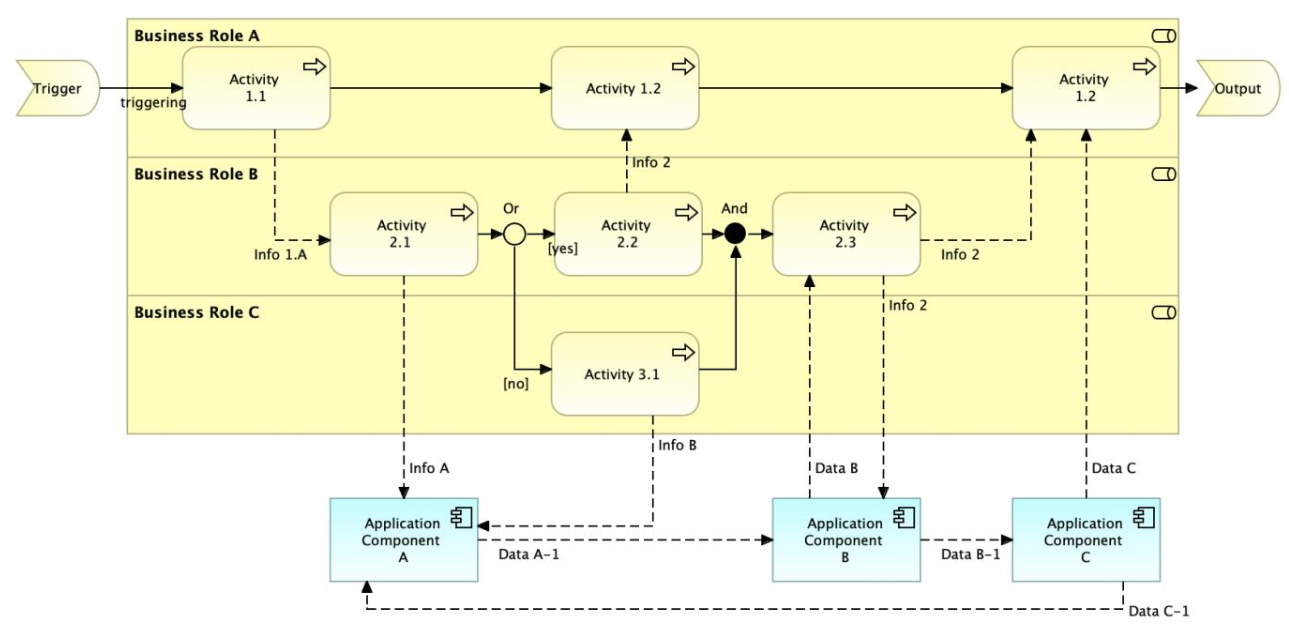 Business Role A
Trigger
triggering
Activity
1.1
Activity 1.2
Activity
1.2
Output
Info 2
Business Role B
Activity
2.1
Or
[yes]
Activity
2.2
And
Activity
2.3
Info 1.A
Info 2
Business Role C
Info 2
[no]
Activity 3.1
Info B
Info A
Data B
Data C
Application
Component
A
Data A-1
Application
Component
B
Data B-1
Application
Component
C
Data C-1